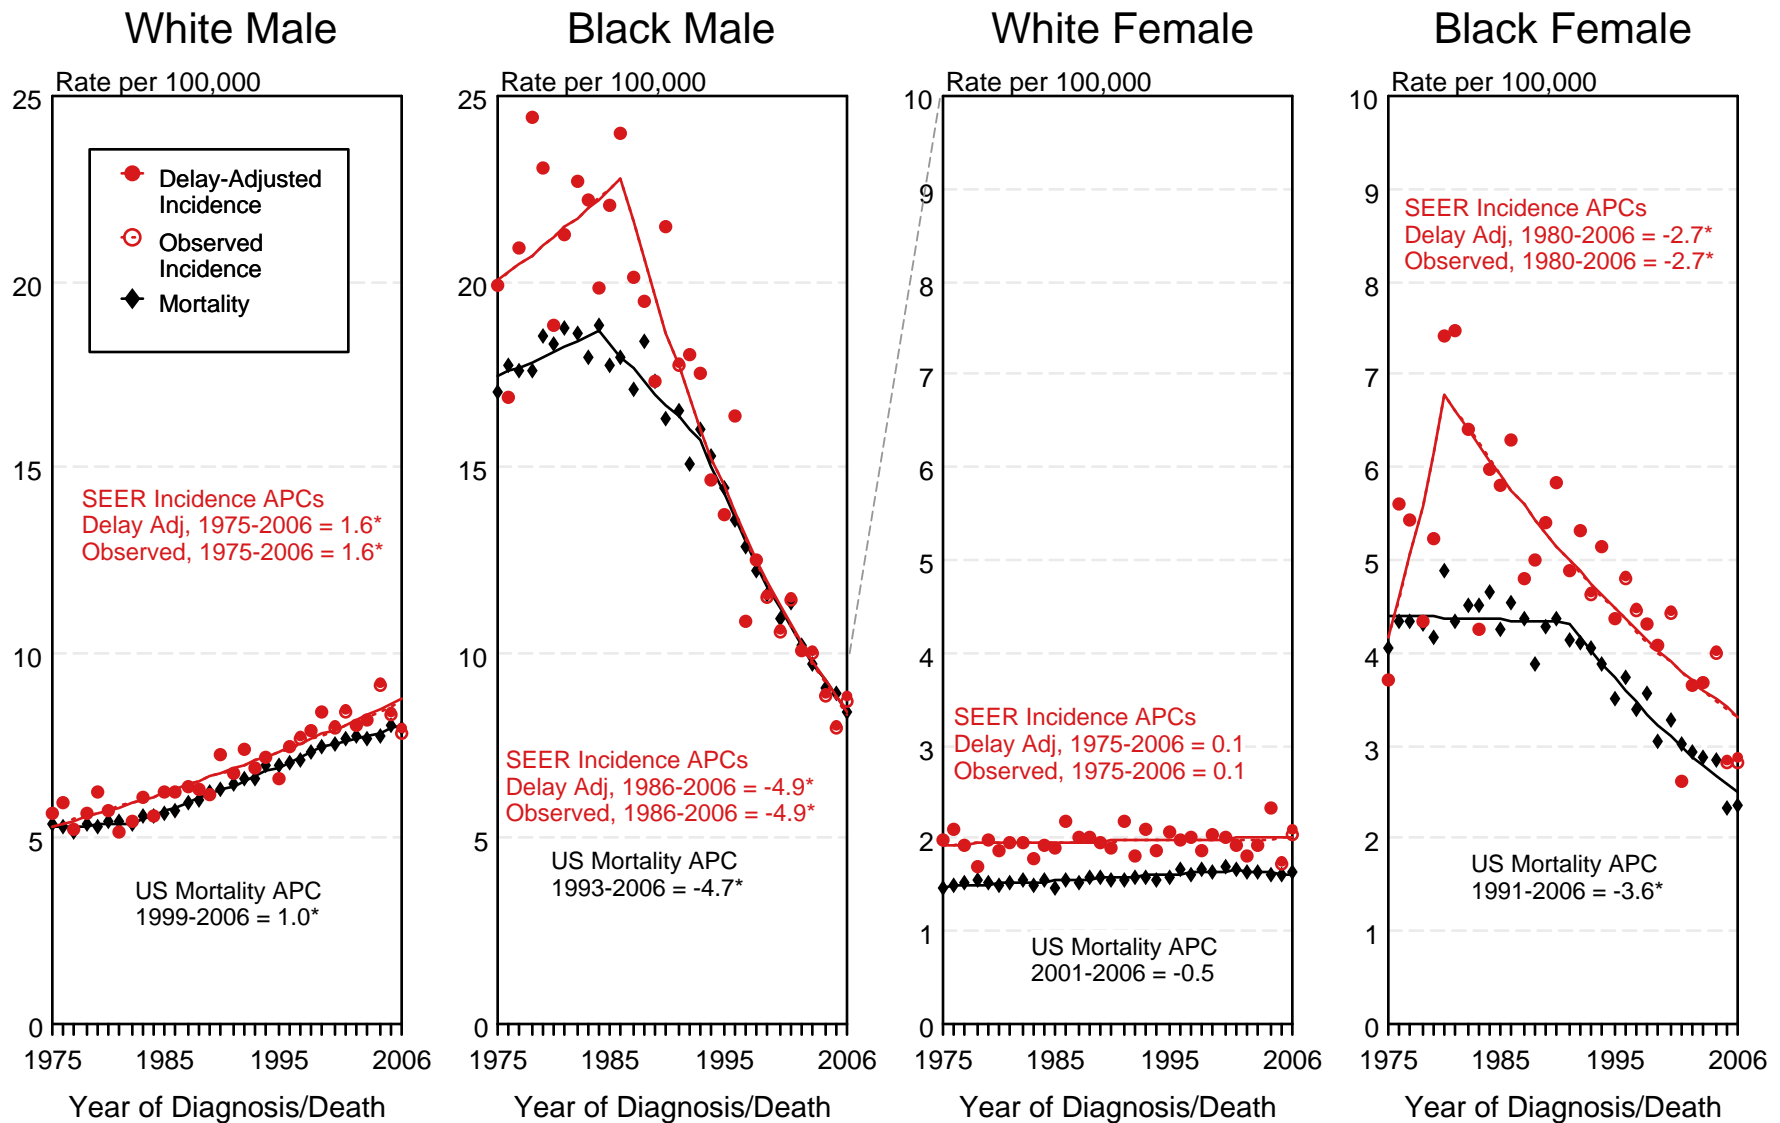 White Male
Black Male
White Female
Black Female
Rate per 100,000
25
20
15
10
5
0
Delay-Adjusted
Incidence
Observed
Incidence
Mortality
SEER Incidence APCs
Delay Adj, 1975-2006 = 1.6*
Observed, 1975-2006 = 1.6*
US Mortality APC
1999-2006 = 1.0*
1975
1985
1995
2006
Year of Diagnosis/Death
Rate per 100,000
25
20
15
10
5
0
SEER Incidence APCs
Delay Adj, 1986-2006 = -4.9*
Observed, 1986-2006 = -4.9*
US Mortality APC
1993-2006 = -4.7*
1975
1985
1995
2006
Year of Diagnosis/Death
Rate per 100,000
10
9
8
7
6
5
4
3
2
1
0
SEER Incidence APCs
Delay Adj, 1975-2006 = 0.1
Observed, 1975-2006 = 0.1
US Mortality APC
2001-2006 = -0.5
1975
1985
1995
2006
Year of Diagnosis/Death
Rate per 100,000
10
9
8
7
6
5
4
3
2
1
0
SEER Incidence APCs
Delay Adj, 1980-2006 = -2.7*
Observed, 1980-2006 = -2.7*
US Mortality APC
1991-2006 = -3.6*
1975
1985
1995
2006
Year of Diagnosis/Death